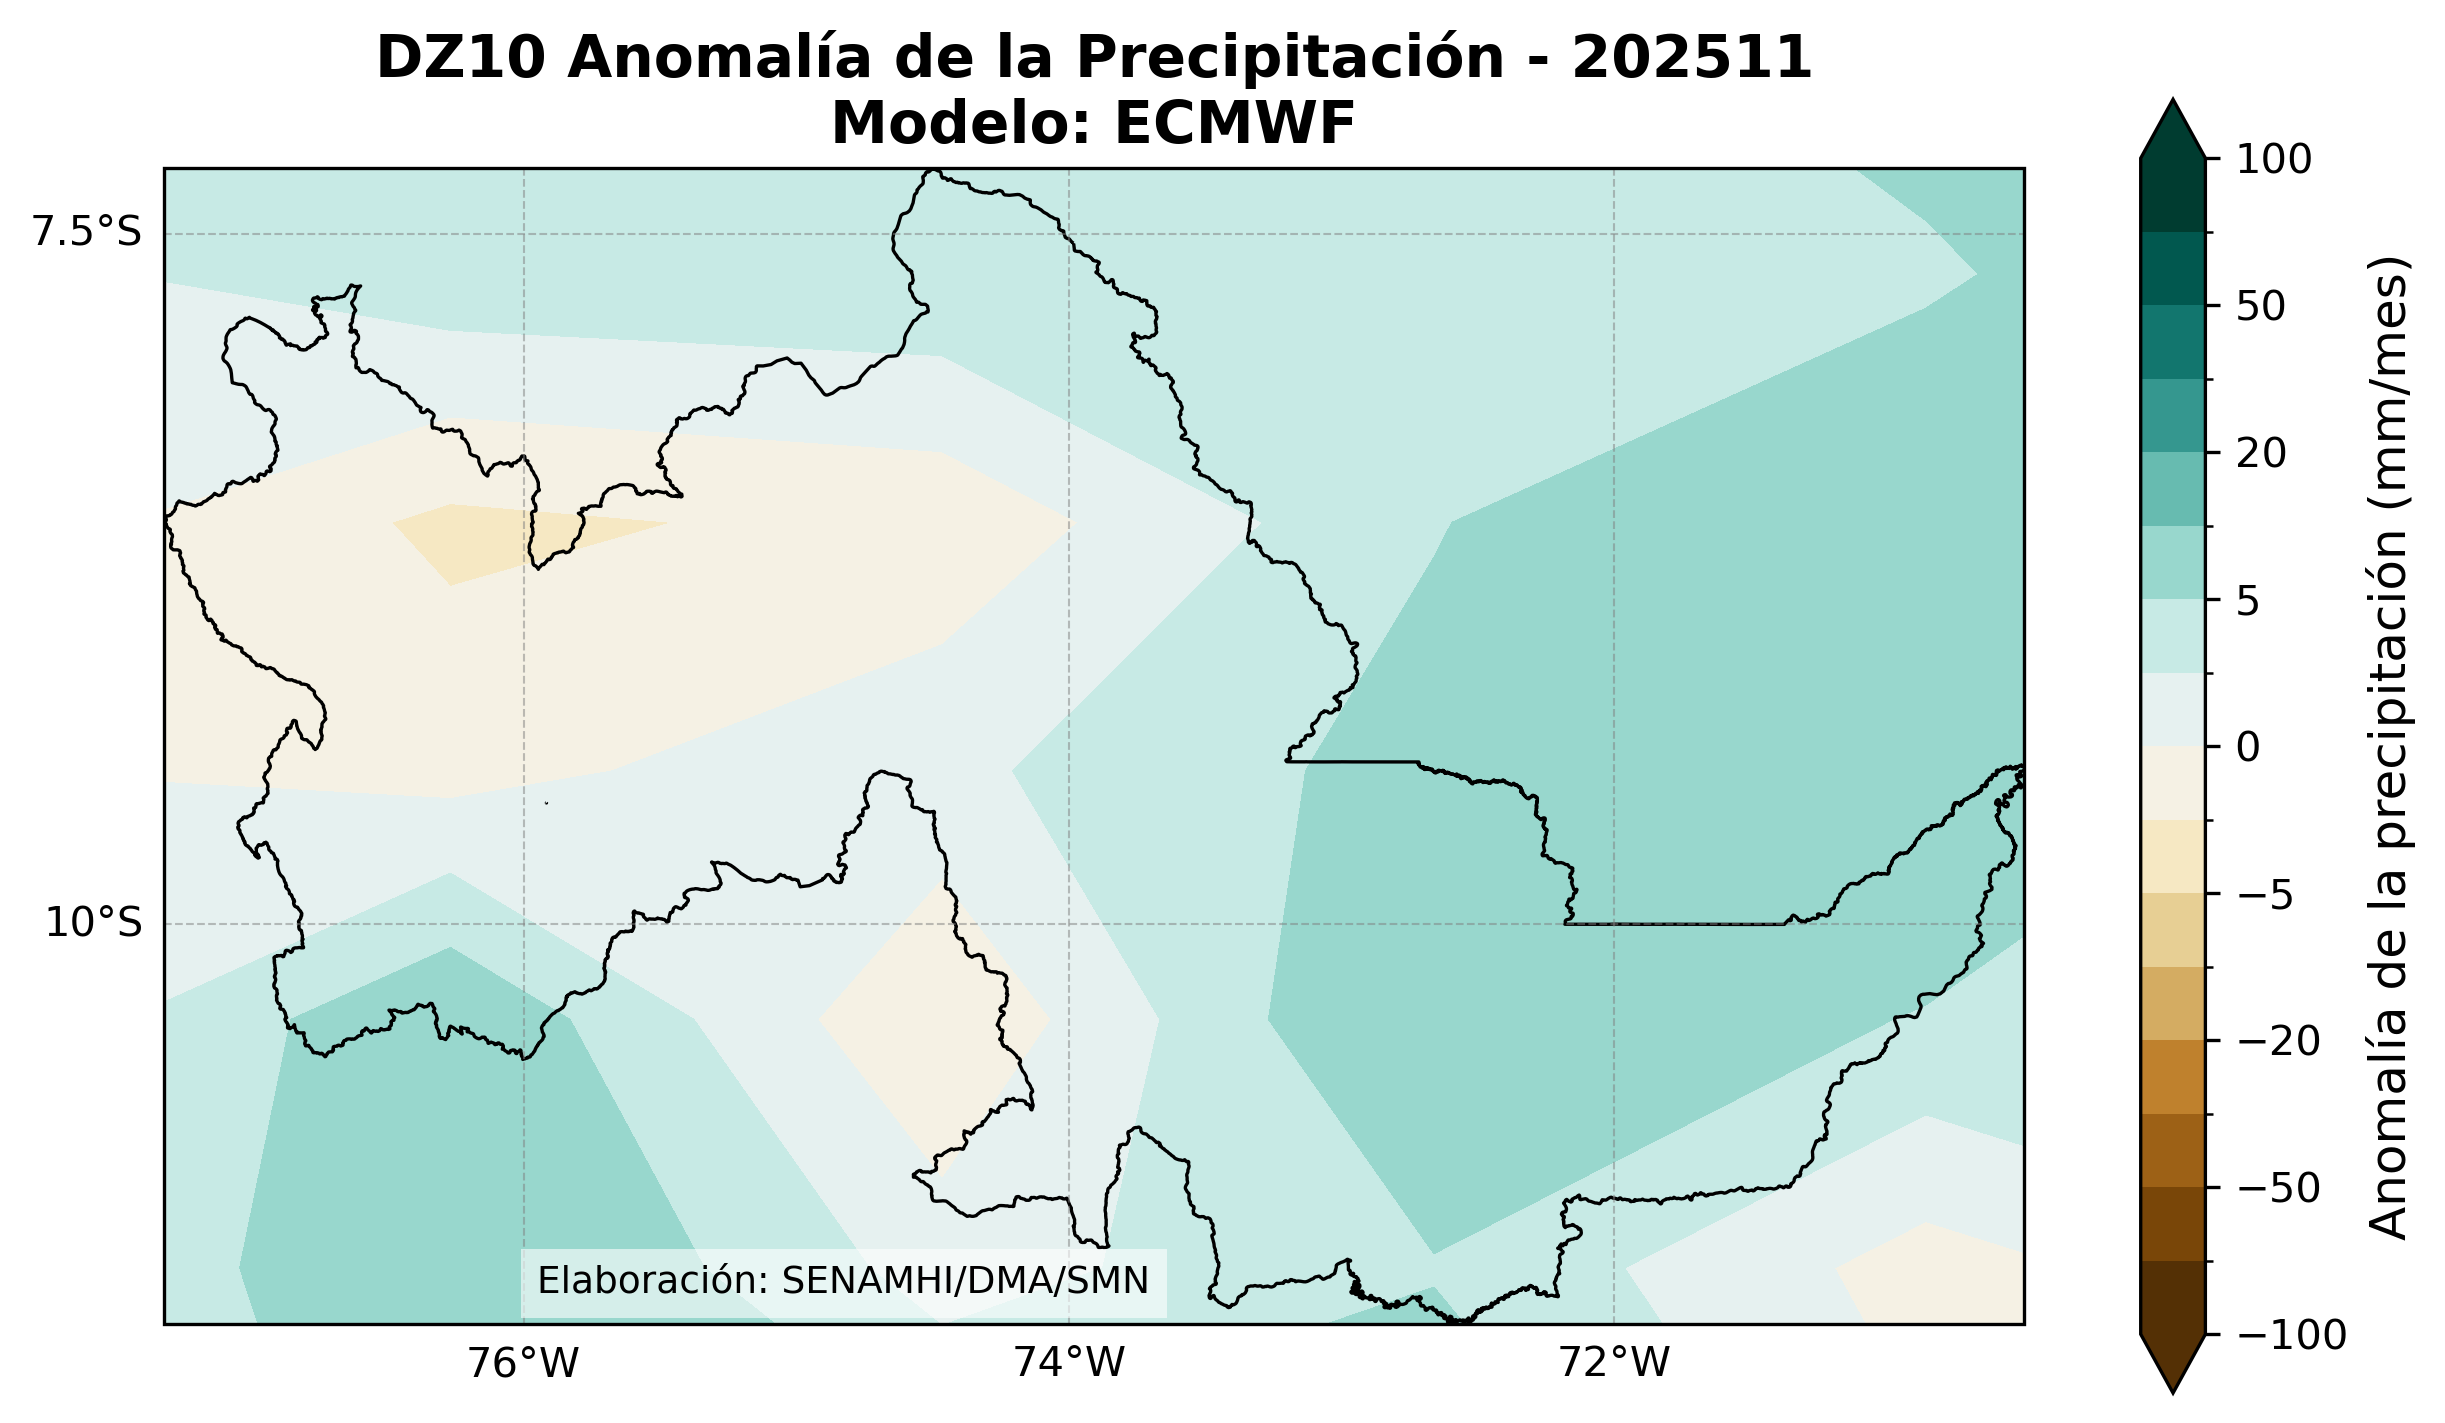 DZ10 Anomalía de la Precipitación - 202511
Modelo: ECMWF
7.5°S
10°S
76°W
74°W
72°W
Elaboración: SENAMHI/DMA/SMN
100
50
20
5
0
−5
−20
−50
−100
Anomalía de la precipitación (mm/mes)